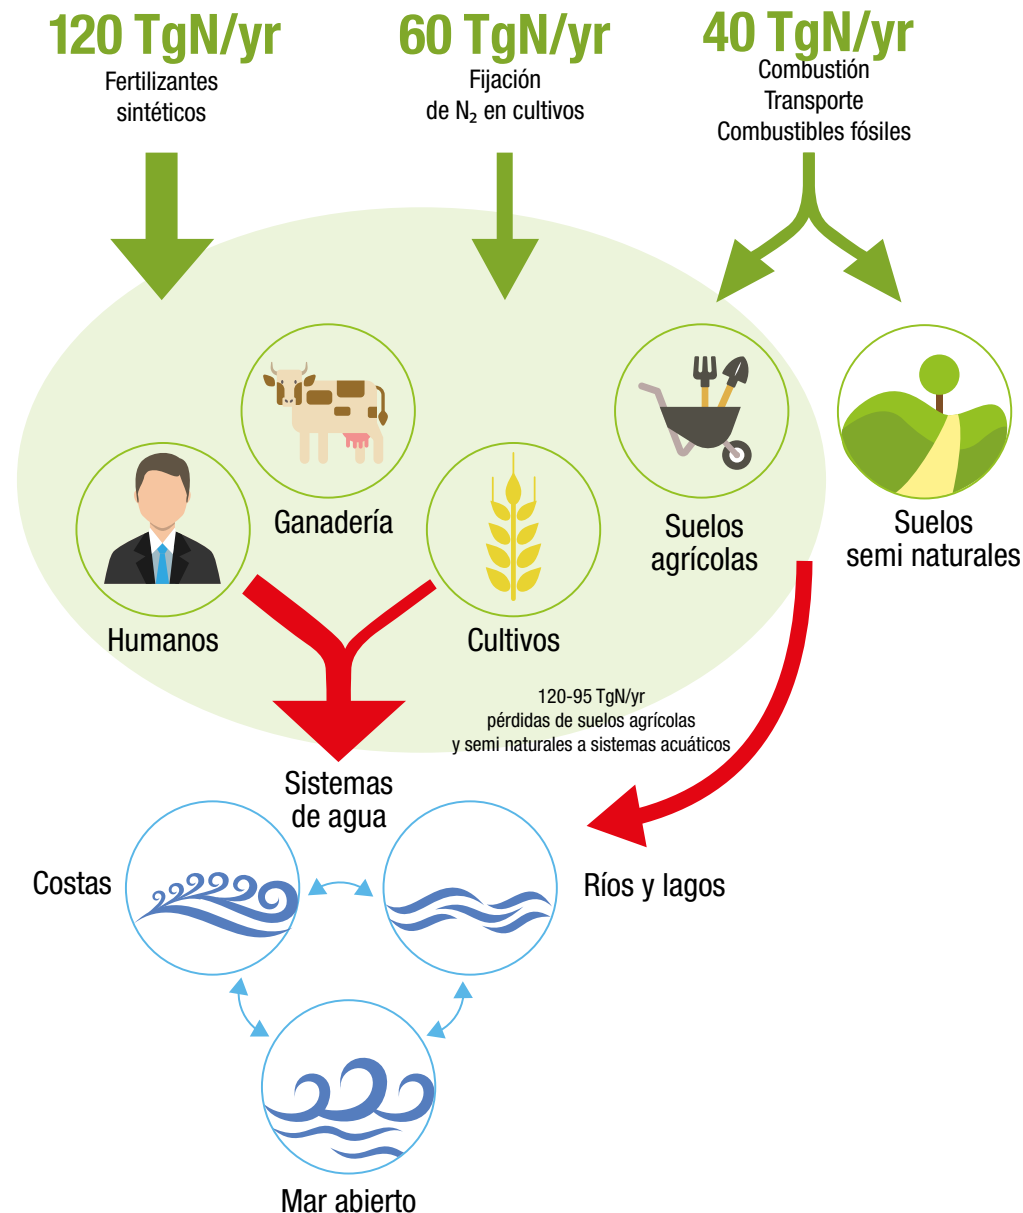 120 TgN/yr
Fertilizantes
sintéticos
60 TgN/yr
Fijación
de N₂ en cultivos
40 TgN/yr
Combustión
Transporte
Combustibles fósiles
Humanos
Ganadería
Cultivos
Suelos
agrícolas
Suelos
semi naturales
120-95 TgN/yr
pérdidas de suelos agrícolas
y semi naturales a sistemas acuáticos
Sistemas
de agua
Costas
Ríos y lagos
Mar abierto